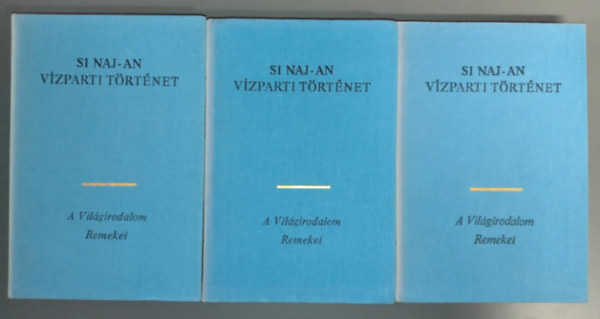 SI NAJ-AN
VÍZPARTI TÖRTÉNET
A Világirodalom
Remekei
SI NAJ-AN
VÍZPARTI TÖRTÉNET
A Világirodalom
Remekei
SI NAJ-AN
VÍZPARTI TÖRTÉNET
A Világirodalom
Remekei